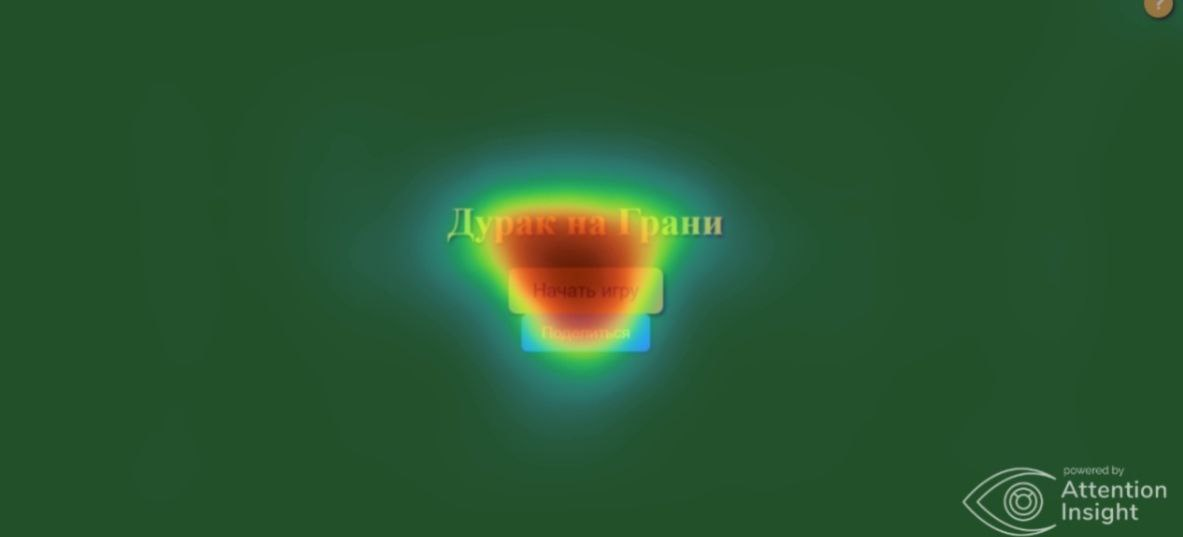 ?
Дурак на Грани
Начать игру
Поделиться
powered by
Attention
Insight